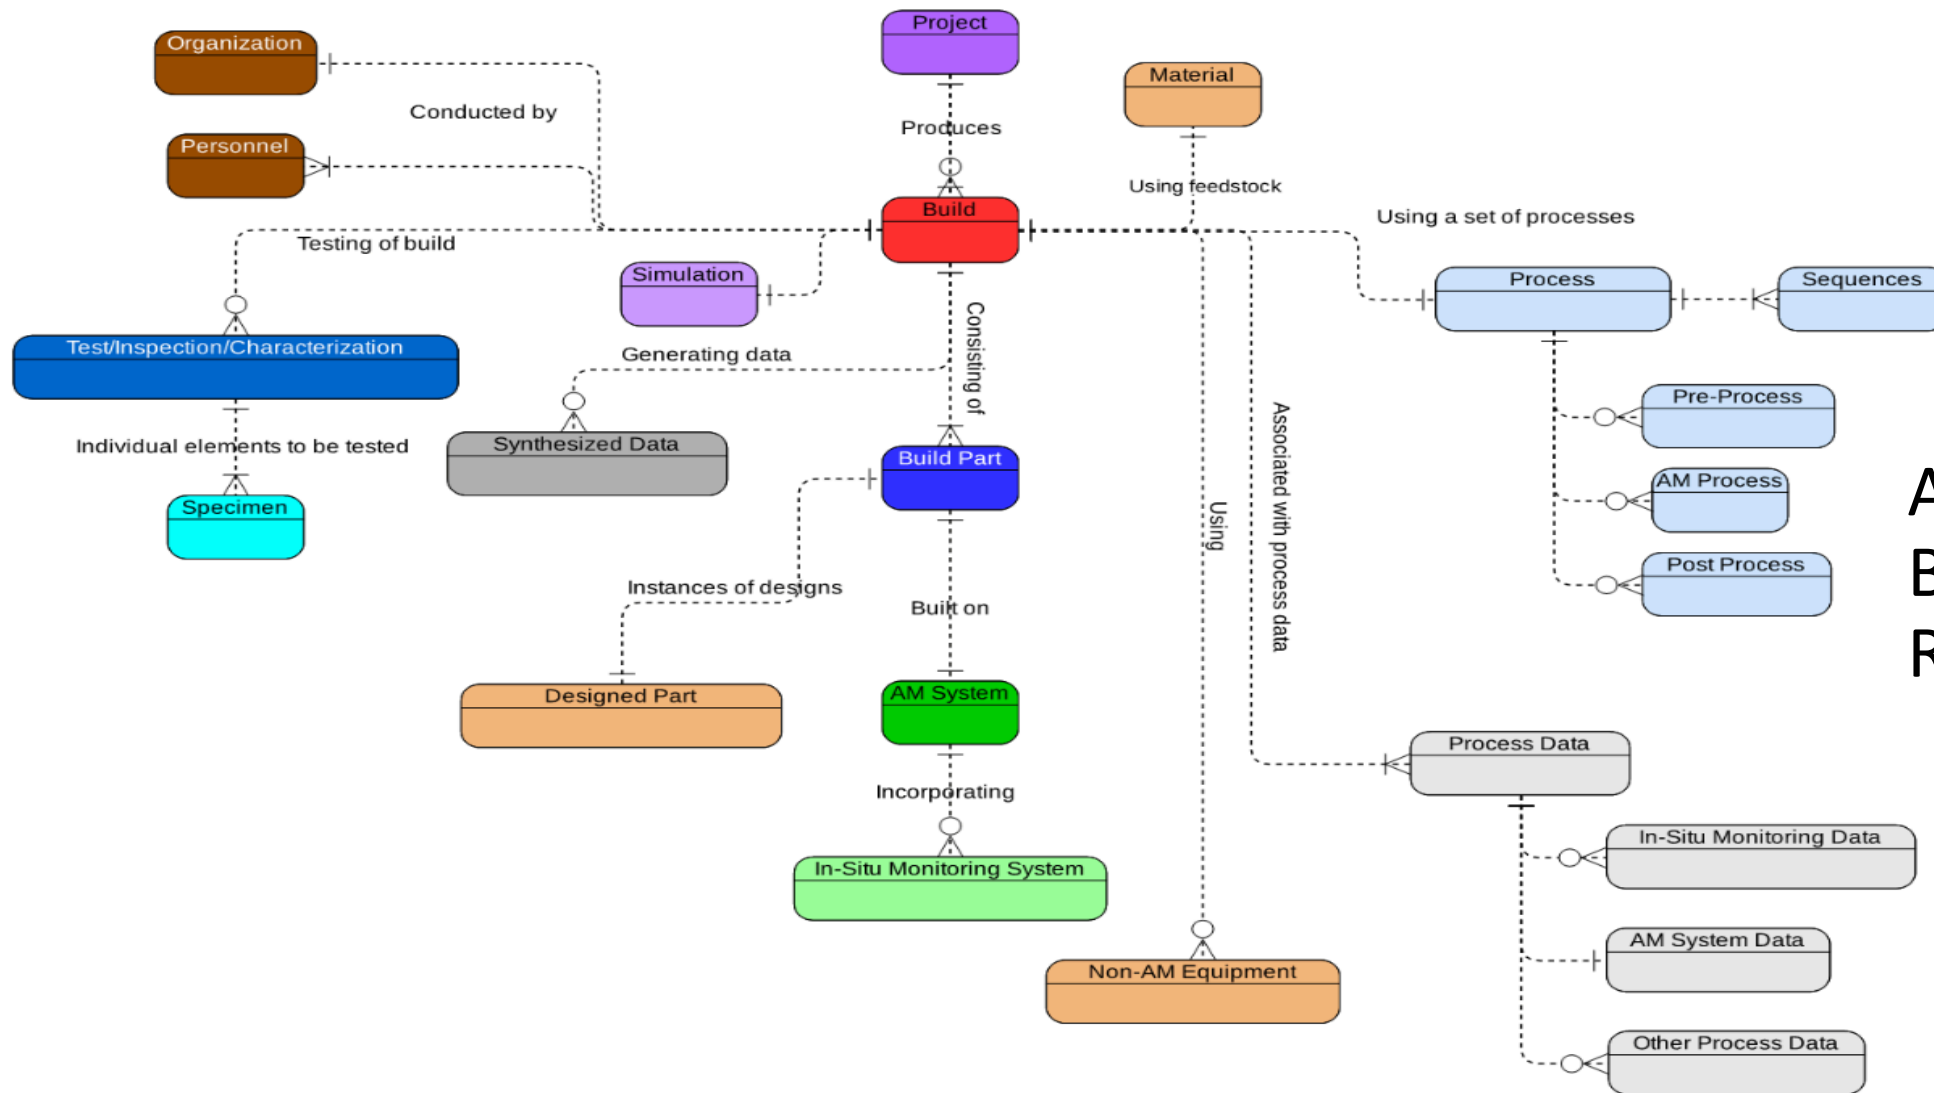 Project
Organization
Material
Conducted by
Produces
Personnel
Using feedstock
Build
Using a set of processes
Testing of build
Simulation
Process
Sequences
Consisting of
Test/Inspection/Characterization
Generating data
Pre-Process
Individual elements to be tested
Synthesized Data
Build Part
Associated with process data
AM Process
A
Specimen
Using
Post Process
B
Instances of designs
Built on
R
Designed Part
AM System
Process Data
Incorporating
In-Situ Monitoring Data
In-Situ Monitoring System
AM System Data
Non-AM Equipment
Other Process Data